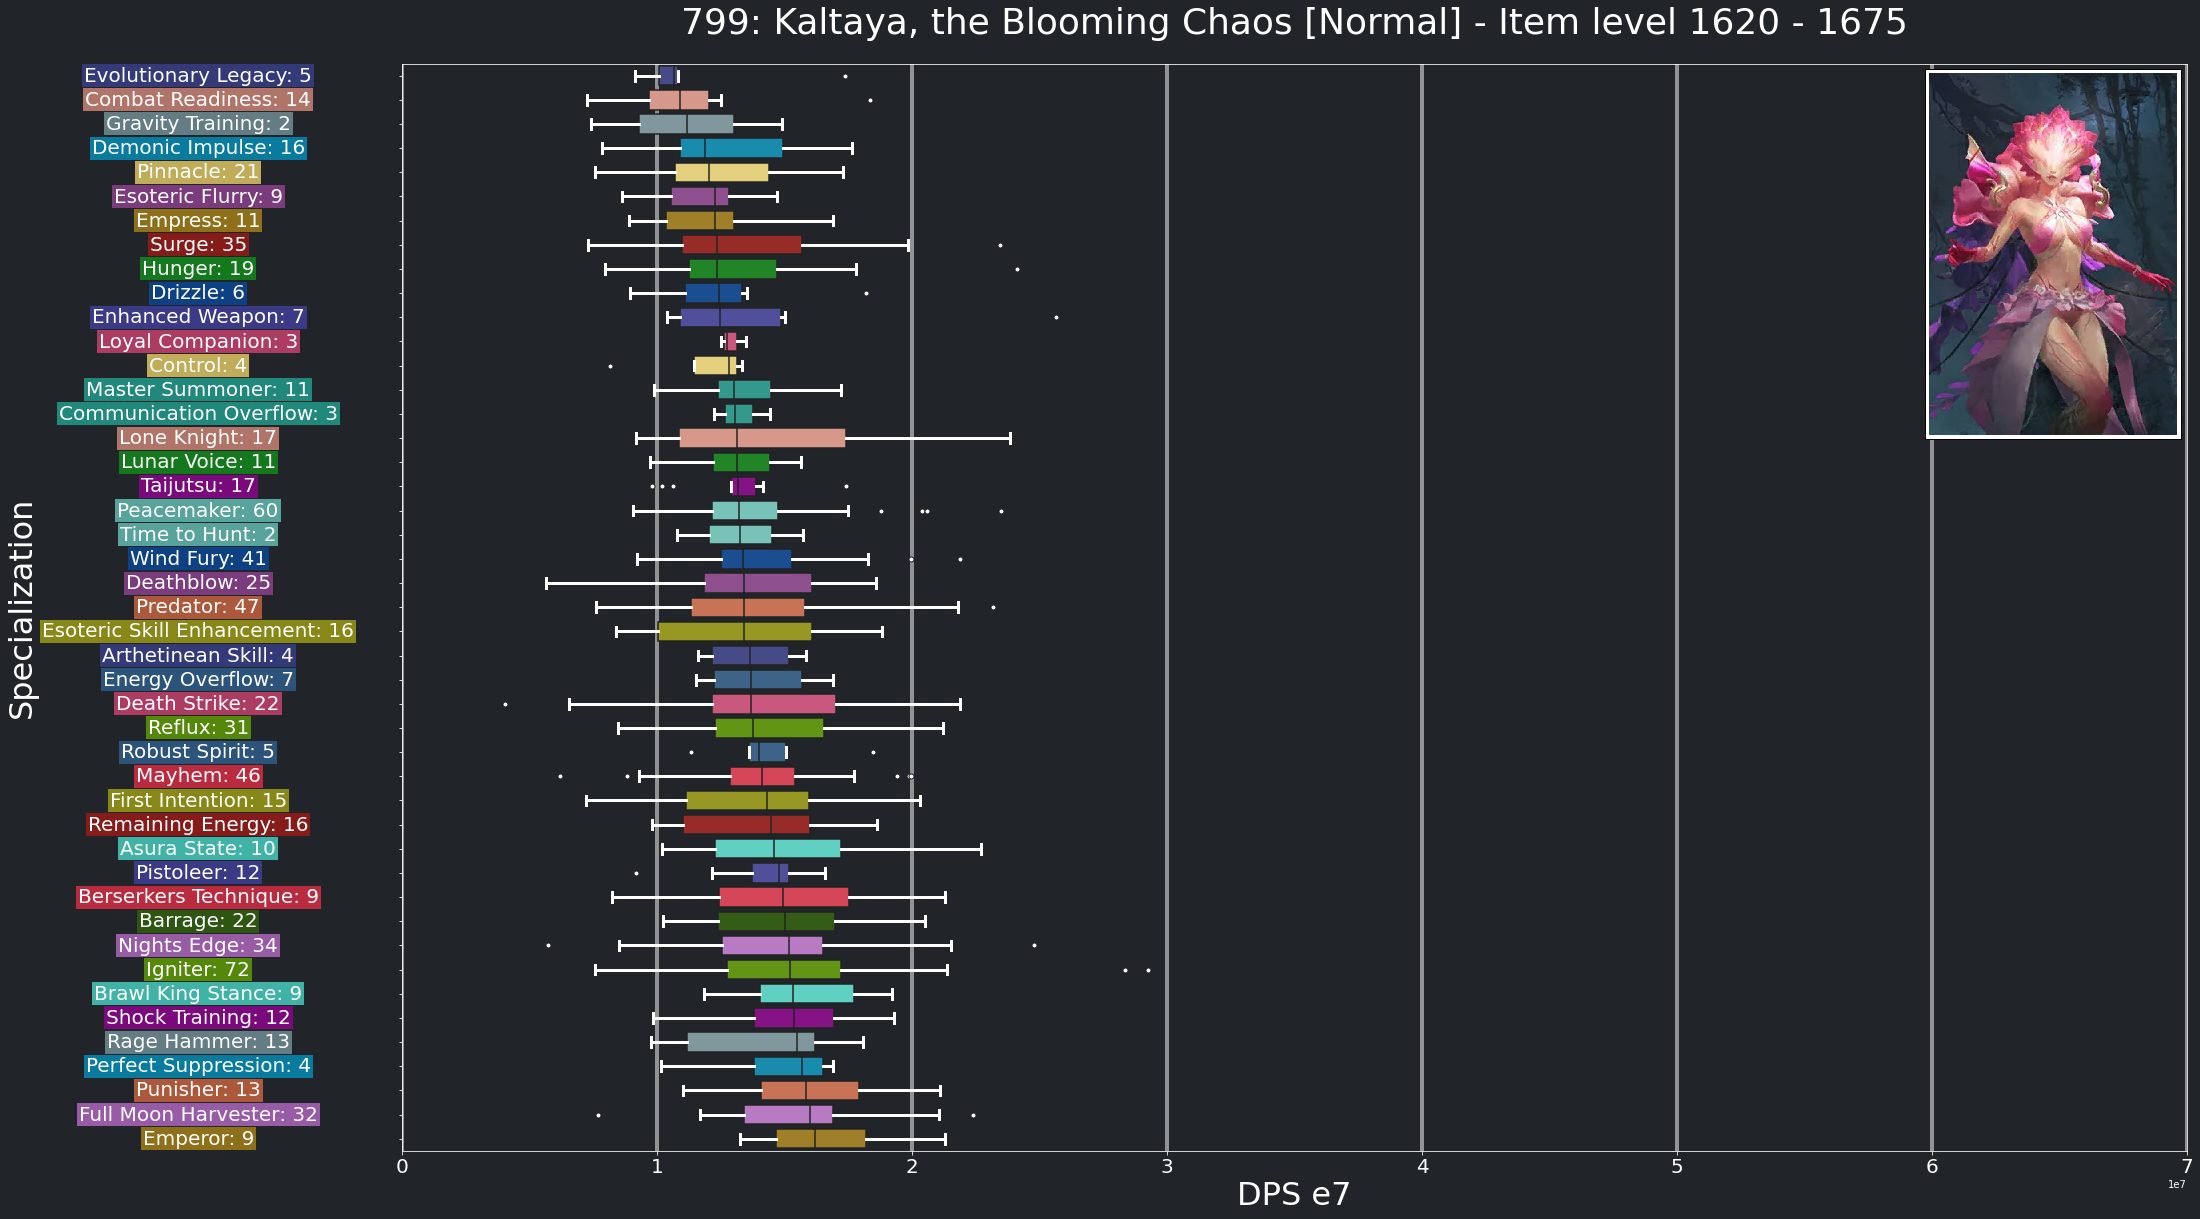 799: Kaltaya, the Blooming Chaos [Normal] - Item level 1620 - 1675
Specialization
Evolutionary Legacy: 5
Combat Readiness: 14
Gravity Training: 2
Demonic Impulse: 16
Pinnacle: 21
Esoteric Flurry: 9
Empress: 11
Surge: 35
Hunger: 19
Drizzle: 6
Enhanced Weapon: 7
Loyal Companion: 3
Control: 4
Master Summoner: 11
Communication Overflow: 3
Lone Knight: 17
Lunar Voice: 11
Taijutsu: 17
Peacemaker: 60
Time to Hunt: 2
Wind Fury: 41
Deathblow: 25
Predator: 47
Esoteric Skill Enhancement: 16
Arthetinean Skill: 4
Energy Overflow: 7
Death Strike: 22
Reflux: 31
Robust Spirit: 5
Mayhem: 46
First Intention: 15
Remaining Energy: 16
Asura State: 10
Pistoleer: 12
Berserkers Technique: 9
Barrage: 22
Nights Edge: 34
Igniter: 72
Brawl King Stance: 9
Shock Training: 12
Rage Hammer: 13
Perfect Suppression: 4
Punisher: 13
Full Moon Harvester: 32
Emperor: 9
0 1 2 3 4 5 6 7
1e7
DPS e7